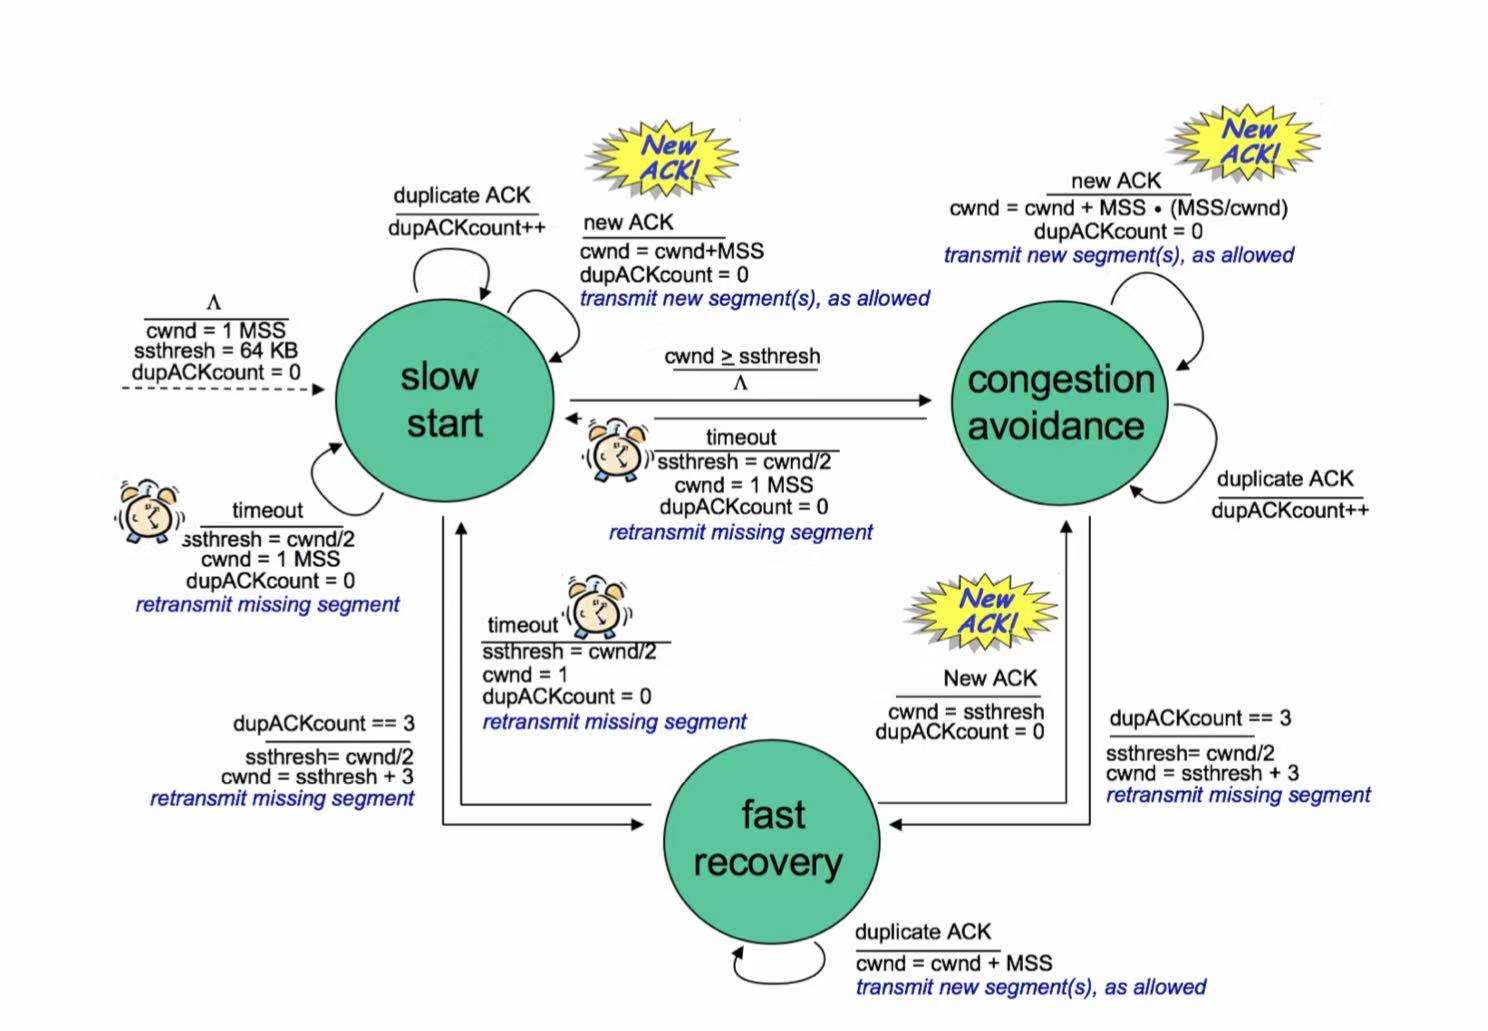 New
ACK!
New
ACK!
duplicate ACK
dupACKcount++
new ACK
cwnd = cwnd+MSS
dupACKcount = 0
transmit new segment(s), as allowed
new ACK
cwnd = cwnd + MSS • (MSS/cwnd)
dupACKcount = 0
transmit new segment(s), as allowed
Λ
cwnd = 1 MSS
ssthresh = 64 KB
dupACKcount = 0
slow
start
cwnd ≥ ssthresh
Λ
congestion
avoidance
timeout
ssthresh = cwnd/2
cwnd = 1 MSS
dupACKcount = 0
retransmit missing segment
duplicate ACK
dupACKcount++
timeout
ssthresh = cwnd/2
cwnd = 1 MSS
dupACKcount = 0
retransmit missing segment
timeout
ssthresh = cwnd/2
cwnd = 1
dupACKcount = 0
retransmit missing segment
New
ACK!
New ACK
cwnd = ssthresh
dupACKcount = 0
dupACKcount == 3
ssthresh= cwnd/2
cwnd = ssthresh + 3
retransmit missing segment
dupACKcount == 3
ssthresh= cwnd/2
cwnd = ssthresh + 3
retransmit missing segment
fast
recovery
duplicate ACK
cwnd = cwnd + MSS
transmit new segment(s), as allowed